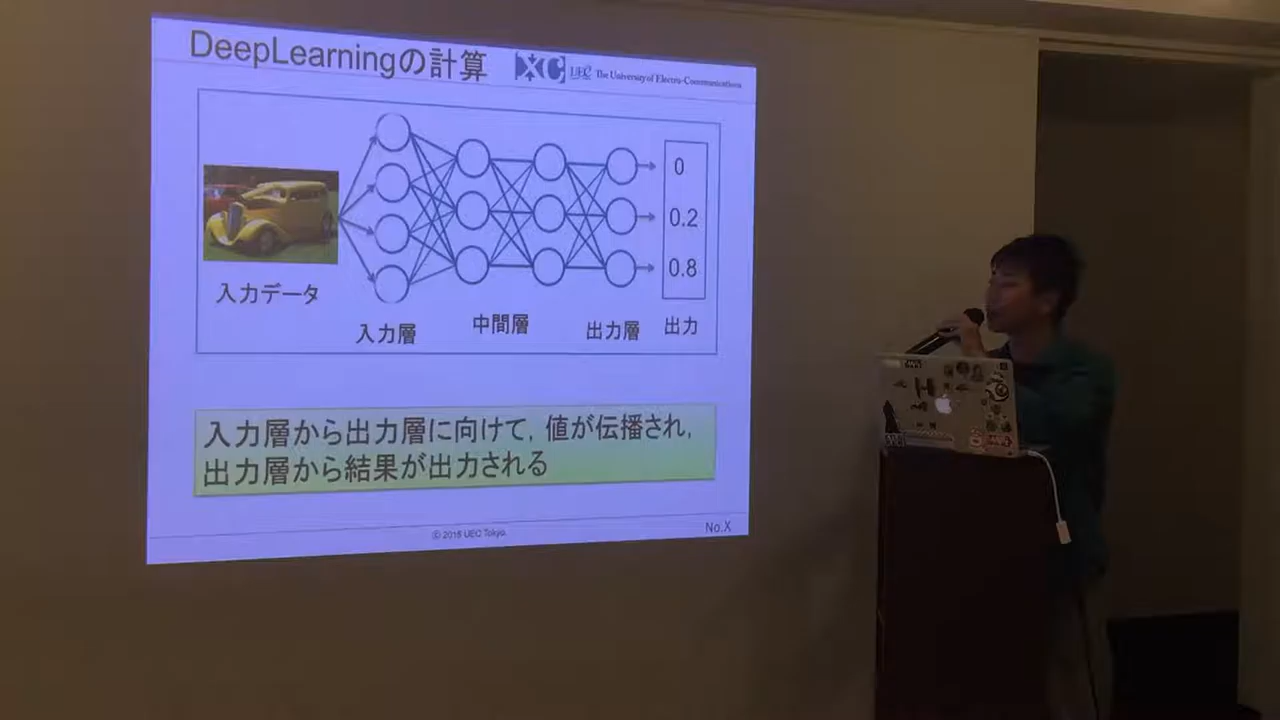 DeepLearningの計算
UEC The University of Electro-Communications
0
0.2
0.8
入力データ
入力層
中間層
出力層
出力
入力層から出力層に向けて, 値が伝播され,
出力層から結果が出力される
No.X